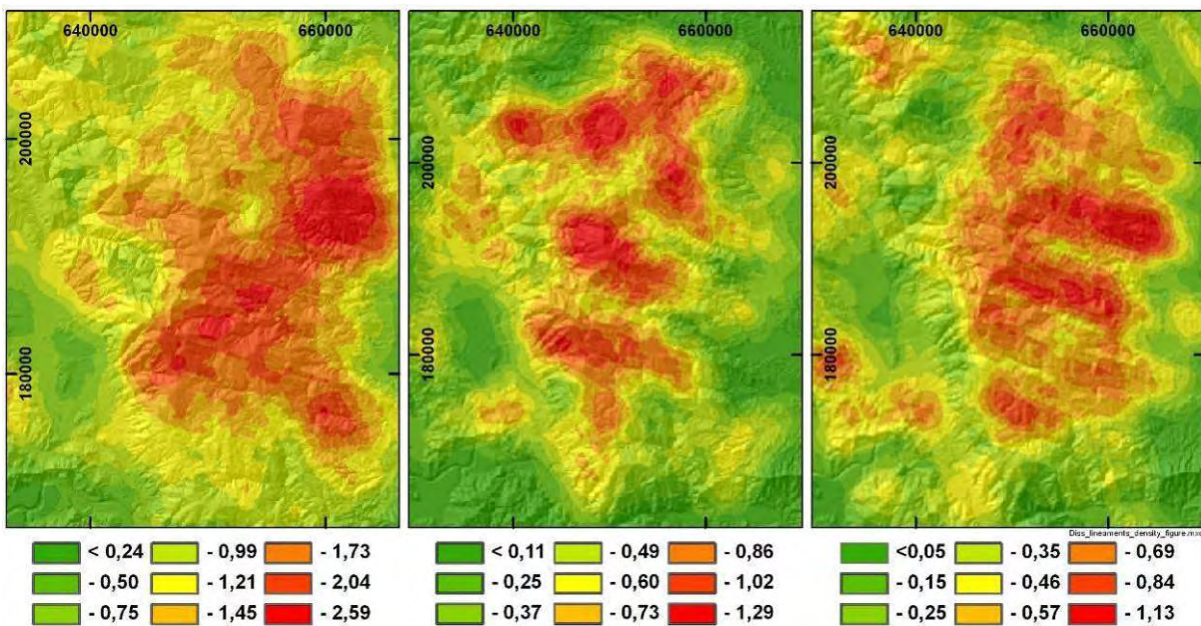 640000 660000
200000
180000
640000 660000
200000
180000
640000 660000
200000
180000
Diss_lineaments_density_figure.mxd
< 0,24 - 0,99 - 1,73
- 0,50 - 1,21 - 2,04
- 0,75 - 1,45 - 2,59
< 0,11 - 0,49 - 0,86
- 0,25 - 0,60 - 1,02
- 0,37 - 0,73 - 1,29
<0,05 - 0,35 - 0,69
- 0,15 - 0,46 - 0,84
- 0,25 - 0,57 - 1,13